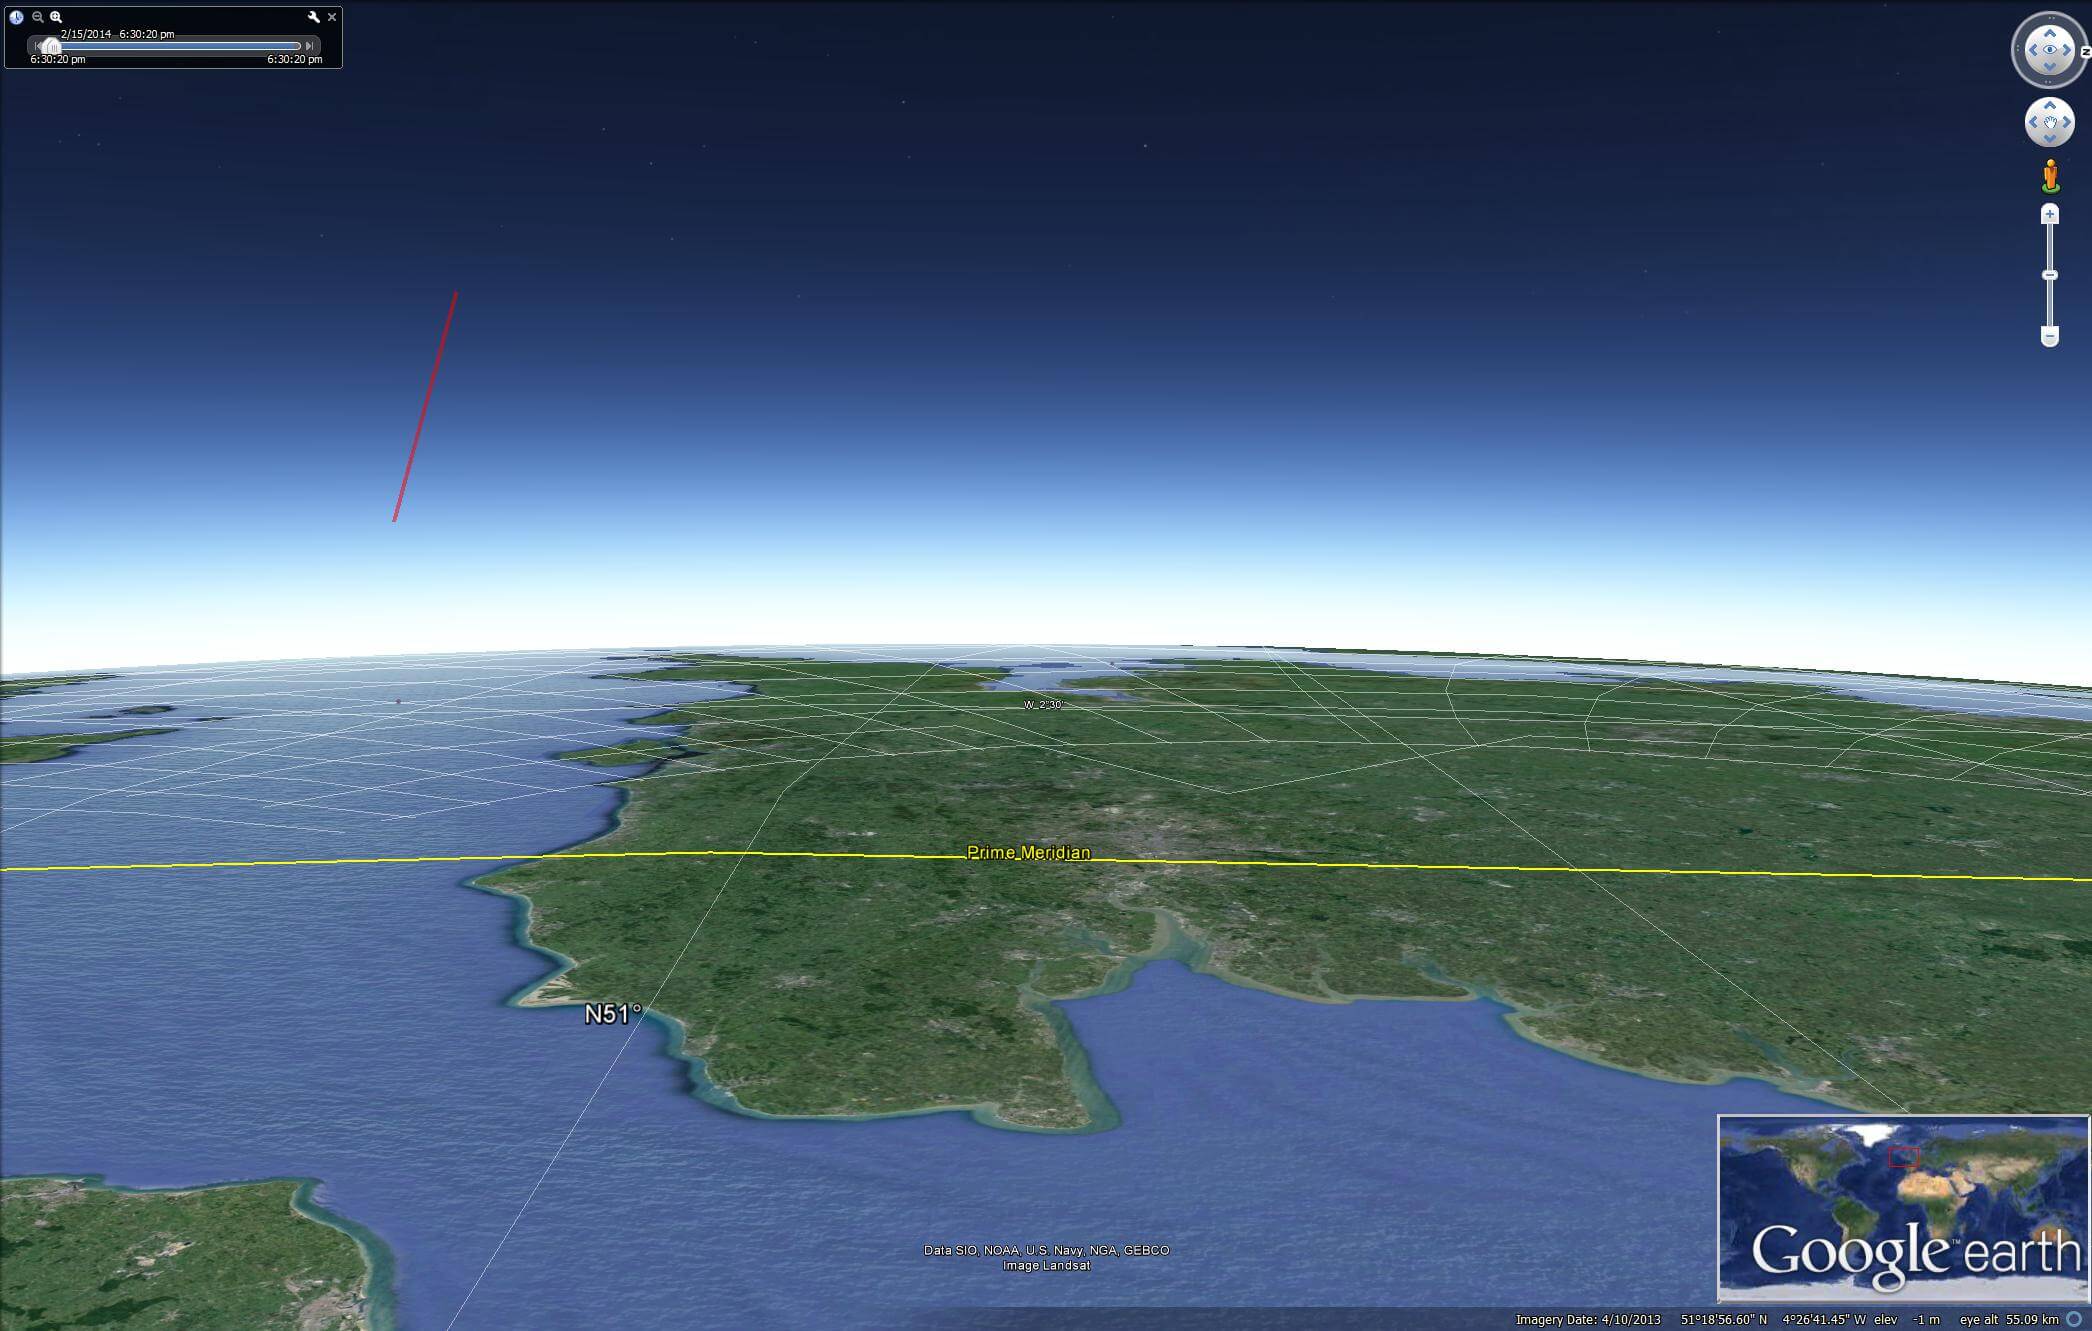 2/15/2014 6:30:20 pm
6:30:20 pm 6:30:20 pm
N
W 2°30'
Prime Meridian
N51°
Data SIO, NOAA, U.S. Navy, NGA, GEBCO
Image Landsat
Google™ earth
Imagery Date: 4/10/2013 51°18'56.60" N 4°26'41.45" W elev -1 m eye alt 55.09 km